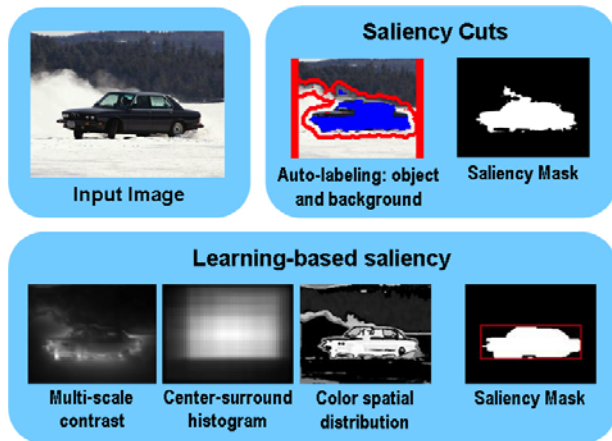 Input Image
Saliency Cuts
Auto-labeling: object
and background
Saliency Mask
Learning-based saliency
Multi-scale
contrast
Center-surround
histogram
Color spatial
distribution
Saliency Mask